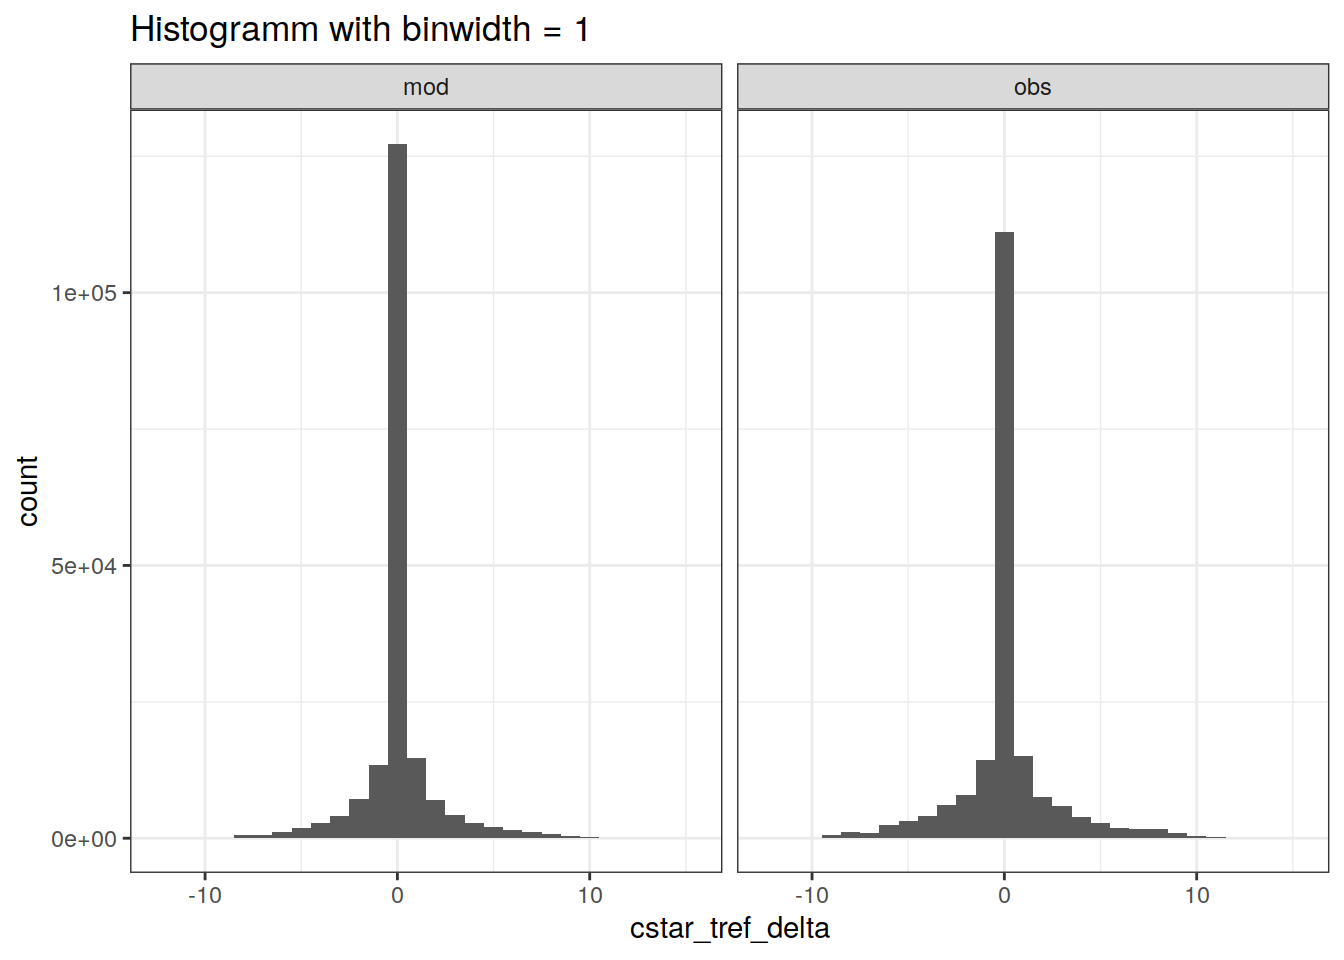 Histogramm with binwidth = 1
mod
obs
count
1e+05
5e+04
0e+00
-10 0 10
-10 0 10
cstar_tref_delta